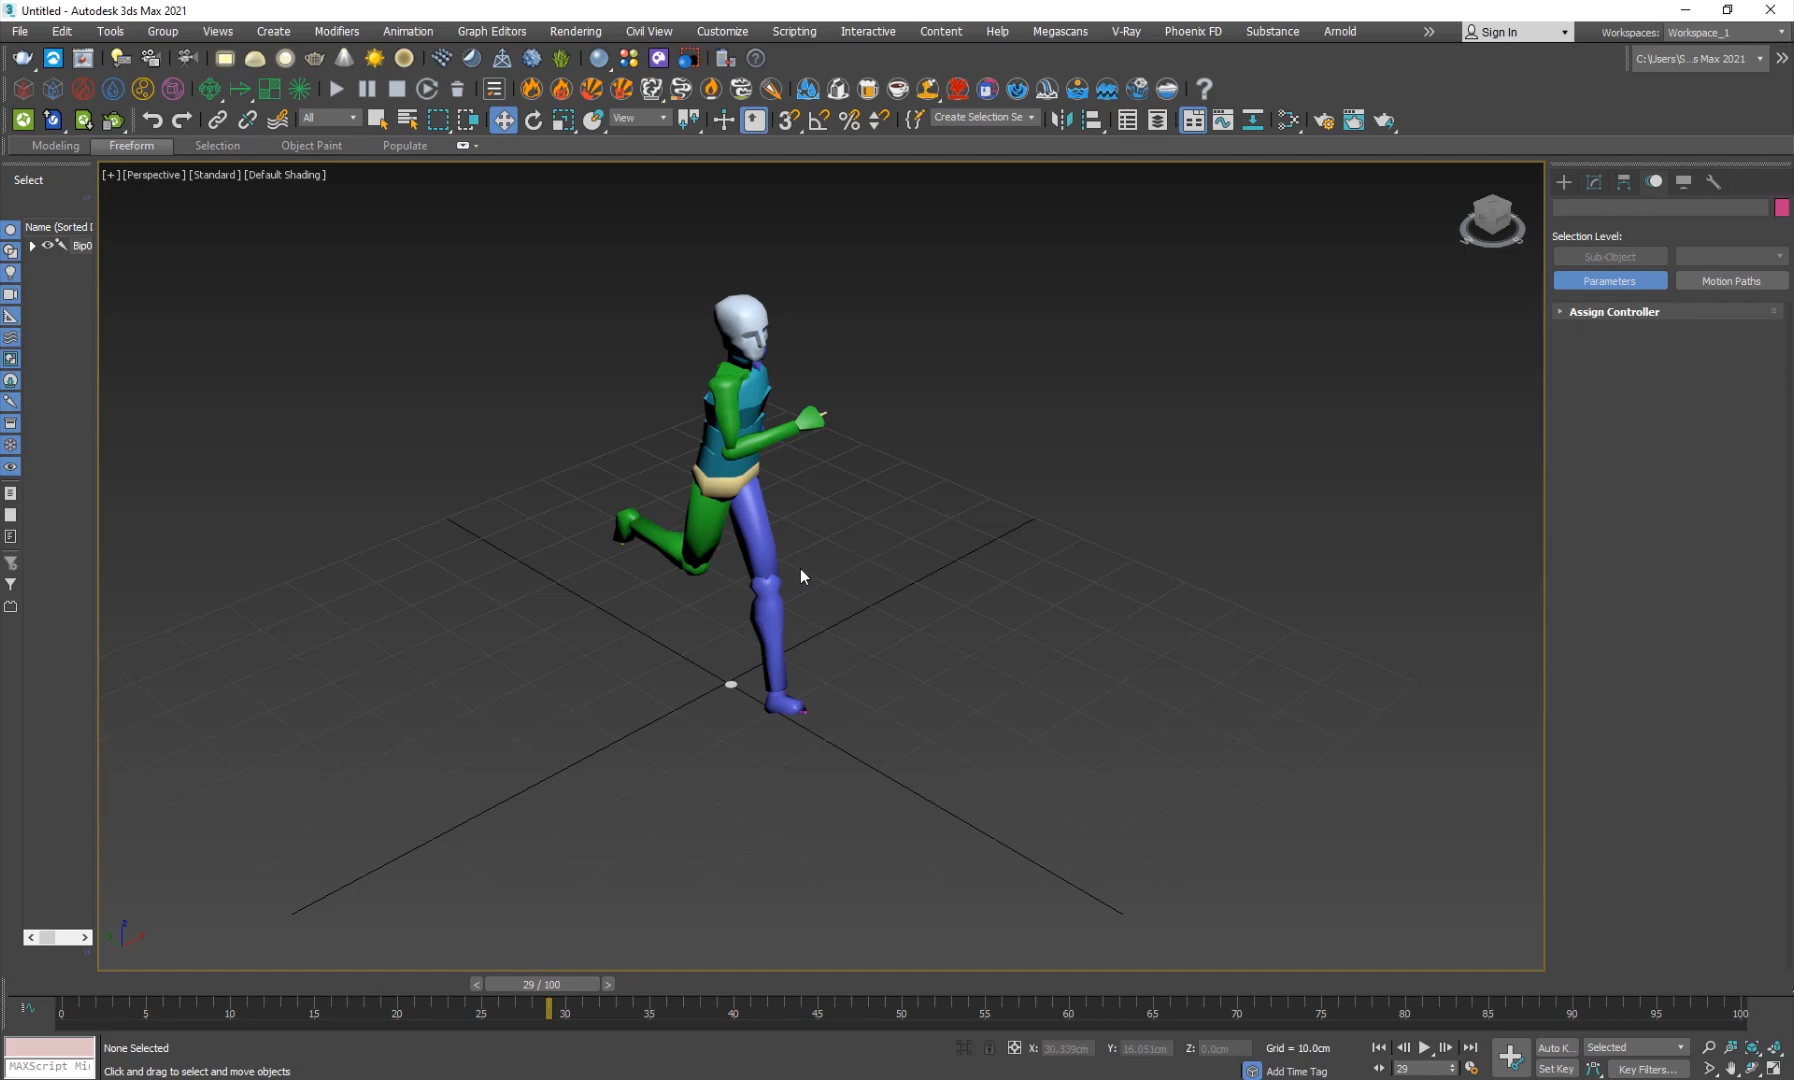 Untitled - Autodesk 3ds Max 2021
File Edit Tools Group Views Create Modifiers Animation Graph Editors Rendering Civil View Customize Scripting Interactive Content Help Megascans V-Ray Phoenix FD Substance Arnold Sign In Workspaces: Workspace_1
C:\Users\S...s Max 2021
All View Create Selection Se
Modeling Freeform Selection Object Paint Populate
[+] [Perspective] [Standard] [Default Shading]
Select
Name (Sorted
Bip0
Selection Level:
Sub-Object
Parameters Motion Paths
Assign Controller
29 / 100
0 5 10 15 20 25 30 35 40 45 50 55 60 65 70 75 80 85 90 95 100
None Selected
X: 30.339cm Y: 16.051cm Z: 0.0cm Grid = 10.0cm
Auto K... Selected
MAXScript Mi
Click and drag to select and move objects
Add Time Tag
29
Set Key Key Filters...